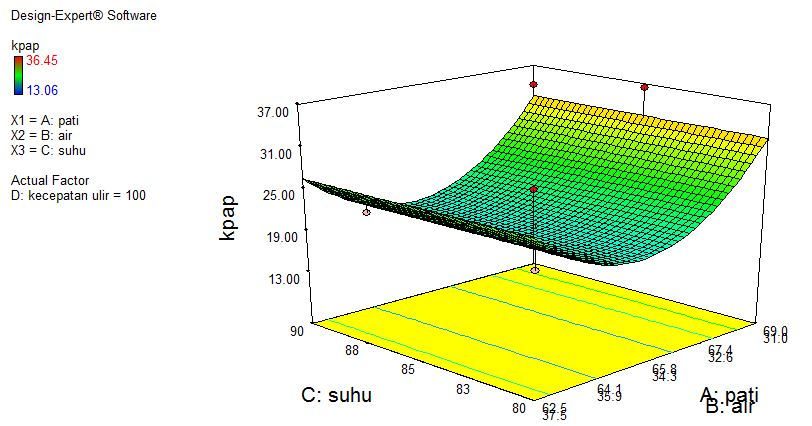 Design-Expert® Software
kpap
36.45
13.06
X1 = A: pati
X2 = B: air
X3 = C: suhu
Actual Factor
D: kecepatan ulir = 100
kpap
37.00
31.00
25.00
19.00
13.00
90
88
85
83
80
C: suhu
62.5
37.5
64.1
35.9
65.8
34.3
67.4
32.6
69.0
31.0
A: pati
B: air